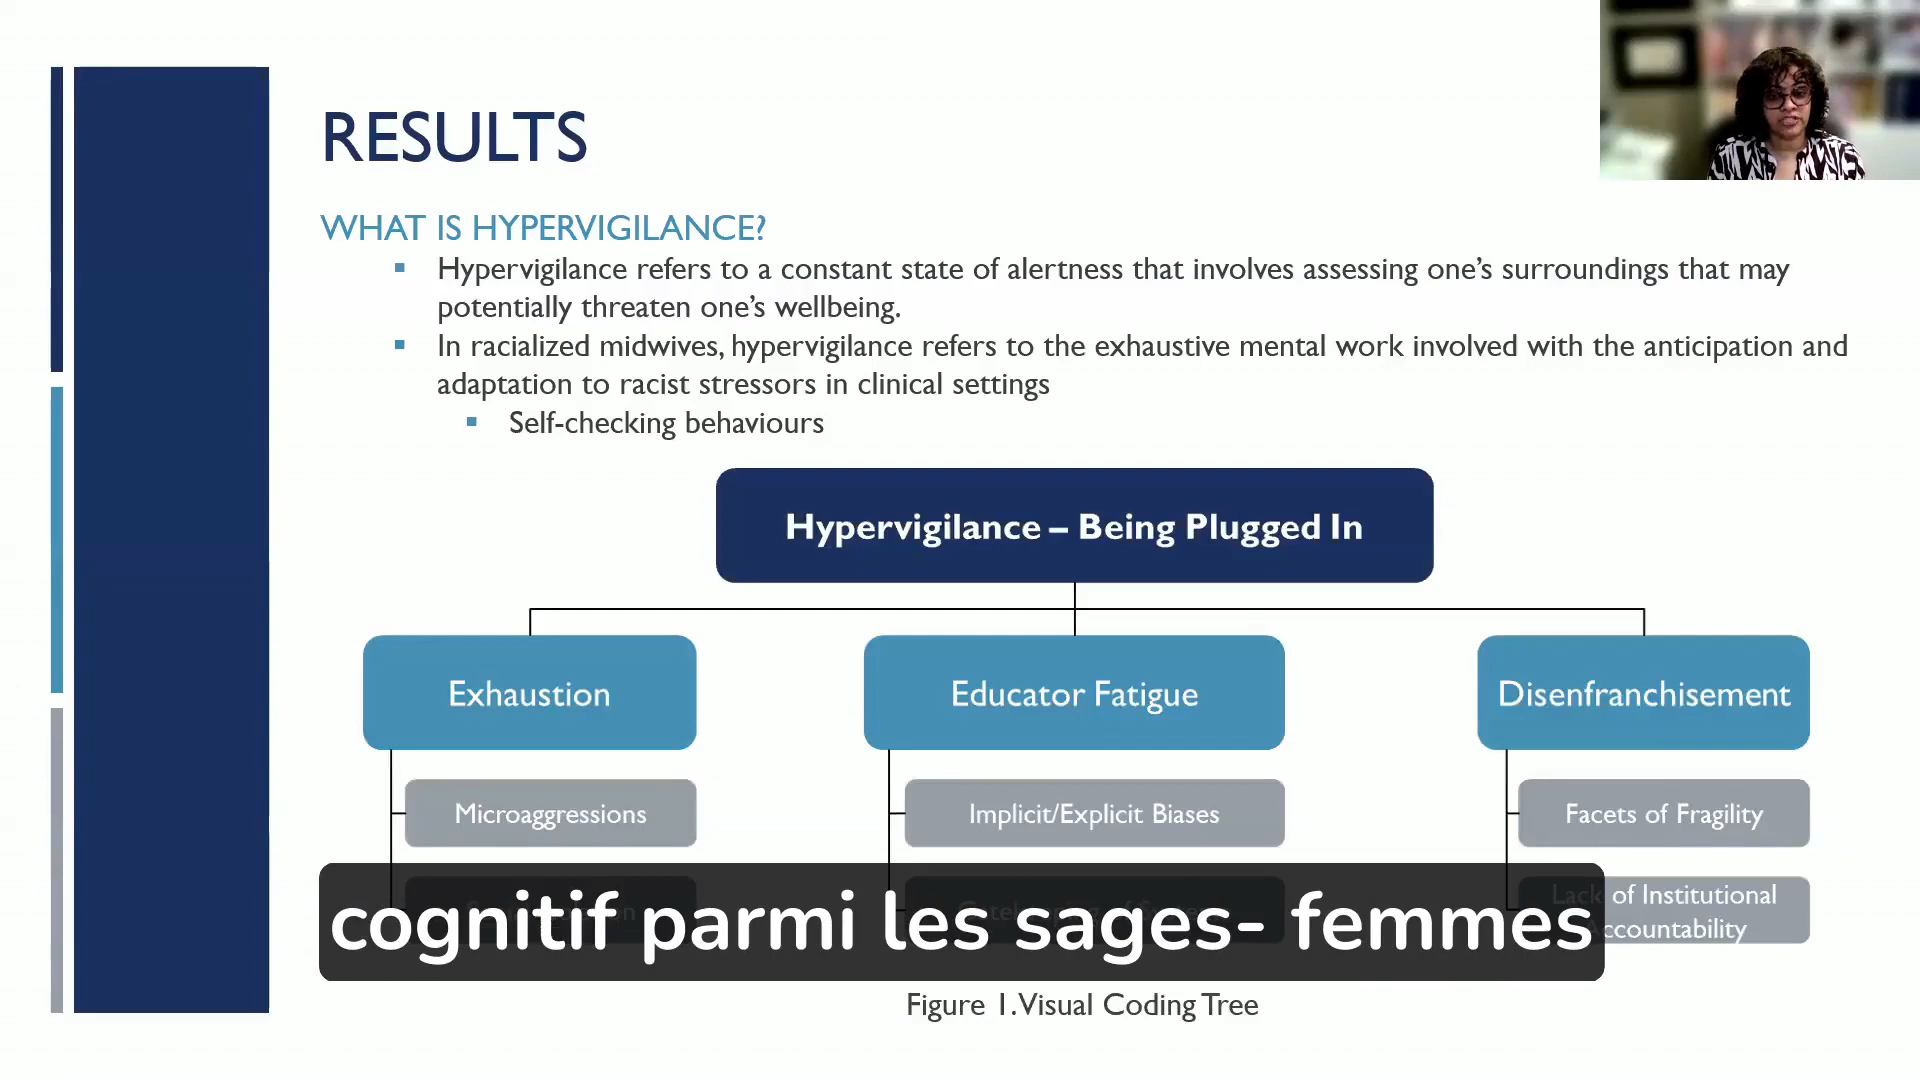 RESULTS
WHAT IS HYPERVIGILANCE?
Hypervigilance refers to a constant state of alertness that involves assessing one's surroundings that may
potentially threaten one's wellbeing.
In racialized midwives, hypervigilance refers to the exhaustive mental work involved with the anticipation and
adaptation to racist stressors in clinical settings
Self-checking behaviours
Hypervigilance – Being Plugged In
Exhaustion
Educator Fatigue
Disenfranchisement
Microaggressions
Implicit/Explicit Biases
Facets of Fragility
Lack of Institutional
Accountability
cognitif parmi les sages- femmes
Figure 1. Visual Coding Tree